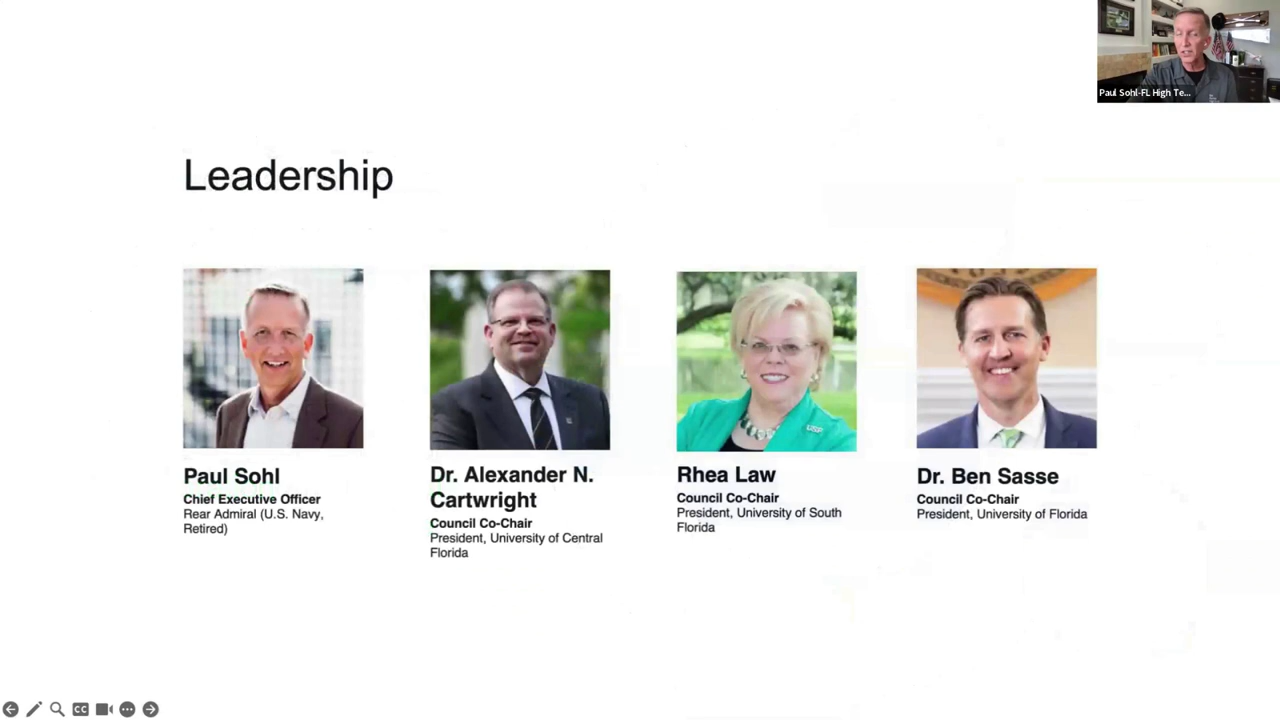 Paul Sohl-FL High Te...
Leadership
Paul Sohl
Chief Executive Officer
Rear Admiral (U.S. Navy,
Retired)
Dr. Alexander N.
Cartwright
Council Co-Chair
President, University of Central
Florida
Rhea Law
Council Co-Chair
President, University of South
Florida
Dr. Ben Sasse
Council Co-Chair
President, University of Florida
CC